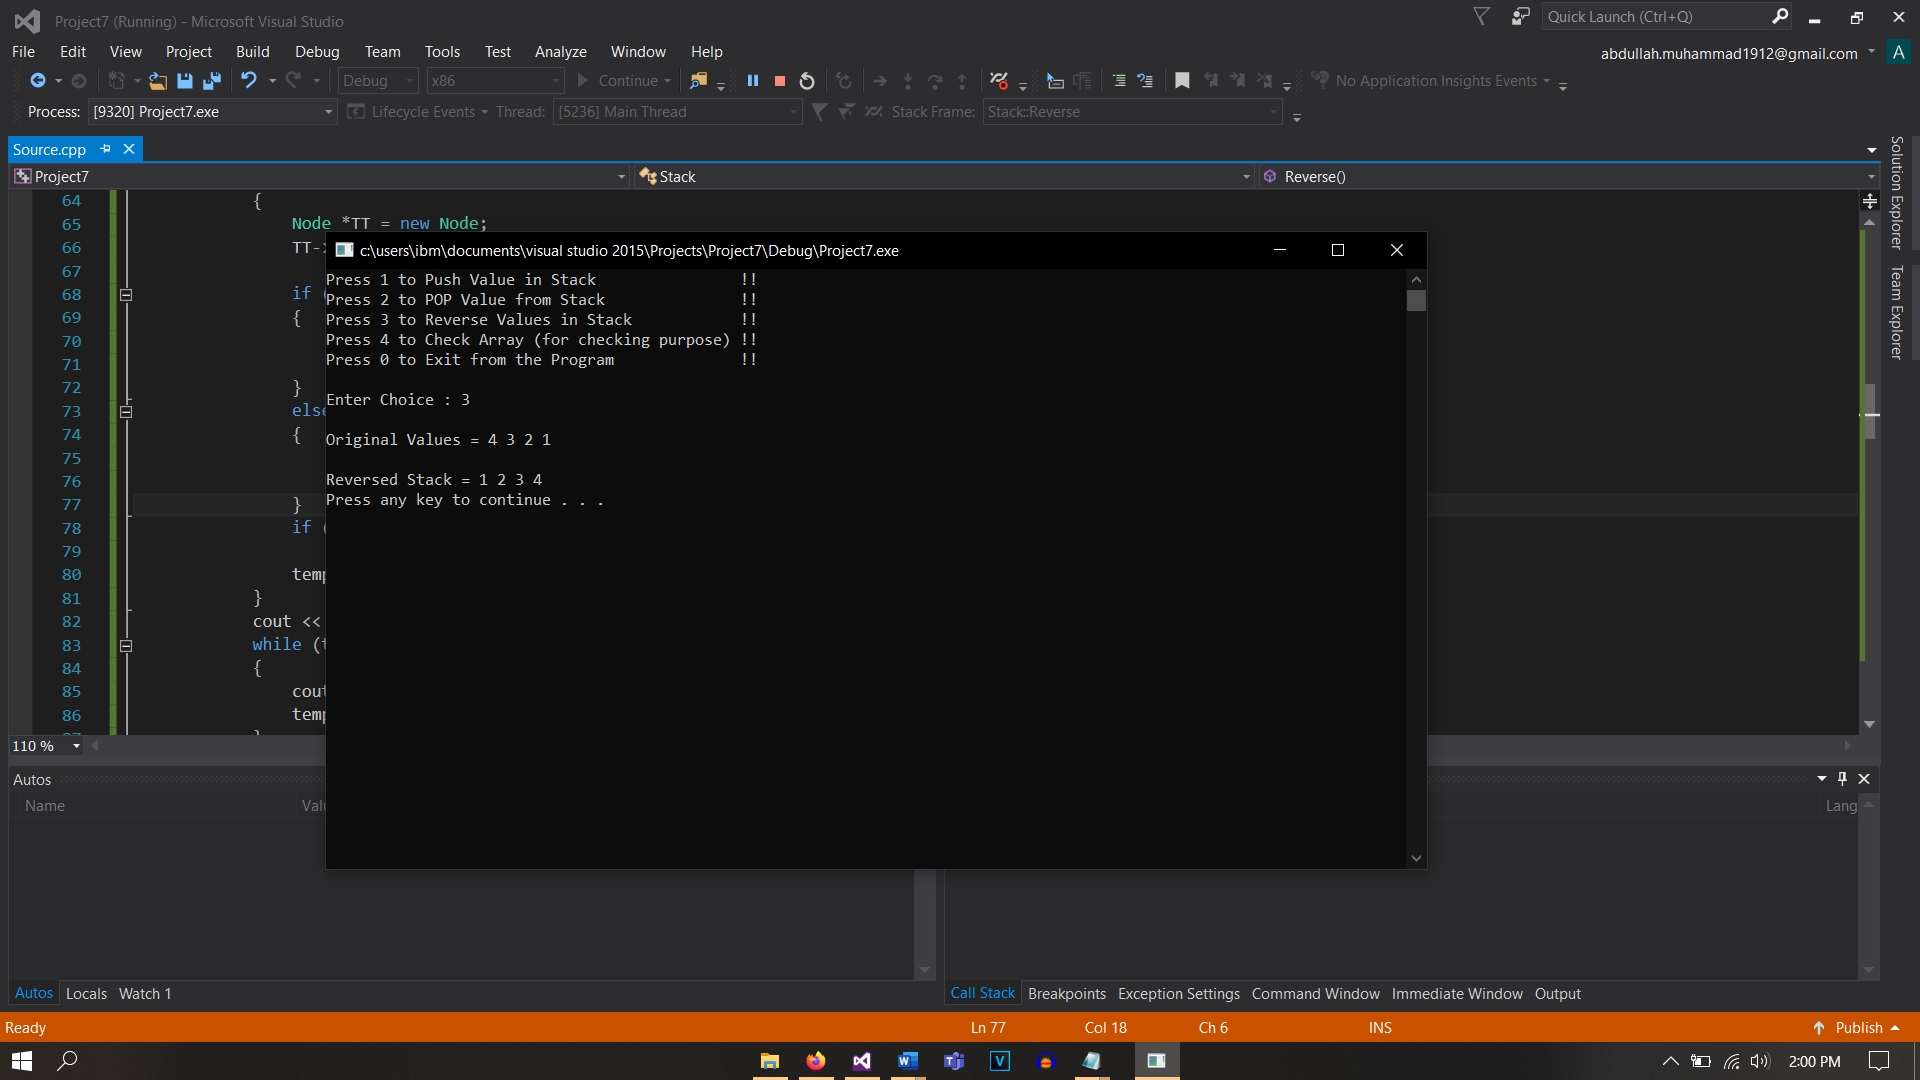 Project7 (Running) - Microsoft Visual Studio
Quick Launch (Ctrl+Q)
File Edit View Project Build Debug Team Tools Test Analyze Window Help
abdullah.muhammad1912@gmail.com A
Debug x86 Continue No Application Insights Events
Process: [9320] Project7.exe Lifecycle Events Thread: [5236] Main Thread Stack Frame: Stack::Reverse
Source.cpp
Project7 Stack Reverse()
Solution Explorer
Team Explorer
64 {
65 Node *TT = new Node;
66 TT-
67
68 if
69 {
70
71
72 }
73 else
74 {
75
76
77 }
78 if (
79
80 temp
81 }
82 cout <<
83 while (
84 {
85 cout
86 temp
c:\users\ibm\documents\visual studio 2015\Projects\Project7\Debug\Project7.exe
Press 1 to Push Value in Stack !!
Press 2 to POP Value from Stack !!
Press 3 to Reverse Values in Stack !!
Press 4 to Check Array (for checking purpose) !!
Press 0 to Exit from the Program !!
Enter Choice : 3
Original Values = 4 3 2 1
Reversed Stack = 1 2 3 4
Press any key to continue . . .
110 %
Autos
Name Valu
Lang
Autos Locals Watch 1
Call Stack Breakpoints Exception Settings Command Window Immediate Window Output
Ready Ln 77 Col 18 Ch 6 INS Publish
2:00 PM